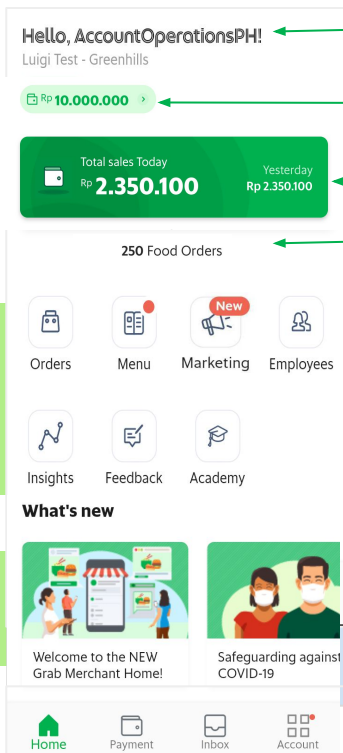 Hello, AccountOperationsPH!
Luigi Test - Greenhills
Rp 10.000.000 >
Total sales Today
Rp 2.350.100
Yesterday
Rp 2.350.100
250 Food Orders
New
Orders Menu Marketing Employees
Insights Feedback Academy
What's new
Welcome to the NEW
Grab Merchant Home!
Safeguarding against
COVID-19
Home Payment Inbox Account